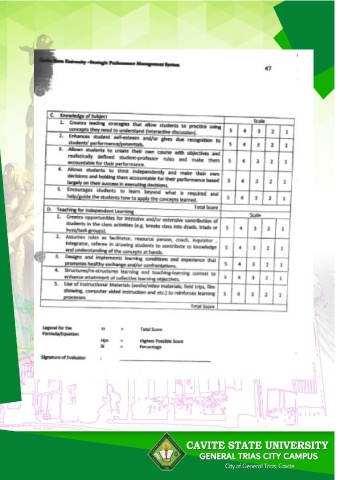 Cavite State University -Strategic Performance Management System
47
C. Knowledge of Subject Scale
1. Creates leading strategies that allow students to practice using 5 4 3 2 1
concepts they need to understand (interactive discussion).
2. Enhances student self-esteem and/or gives due recognition to 5 4 3 2 1
students' performance/potentials.
3. Allows students to create their own course with objectives and 5 4 3 2 1
realistically defined student-professor rules and make them
accountable for their performance.
4. Allows students to think independently and make their own 5 4 3 2 1
decisions and holding them accountable for their performance based
largely on their success in executing decisions.
5. Encourages students to learn beyond what is required and 5 4 3 2 1
help/guide the students how to apply the concepts learned.
Total Score
D. Teaching for Independent Learning Scale
1. Creates opportunities for intensive and/or extensive contribution of 5 4 3 2 1
students in the class activities (e.g. breaks class into dyads, triads or
buzz/task groups).
2. Assumes roles as facilitator, resource person, coach, inquisitor, 5 4 3 2 1
integrator, referee in drawing students to contribute to knowledge
and understanding of the concepts at hands.
3. Designs and implements learning conditions and experience that 5 4 3 2 1
promotes healthy exchange and/or confrontations.
4. Structures/re-structures learning and teaching-learning context to 5 4 3 2 1
enhance attainment of collective learning objectives.
5. Use of Instructional Materials (audio/video materials; field trips, film 5 4 3 2 1
showing, computer aided instruction and etc.) to reinforces learning
processes.
Total Score
Legend for the = Total Score
Formula/Equation
Hps = Highest Possible Score
% = Percentage
Signature of Evaluator :
CAVITE STATE UNIVERSITY
GENERAL TRIAS CITY CAMPUS
City of General Trias, Cavite